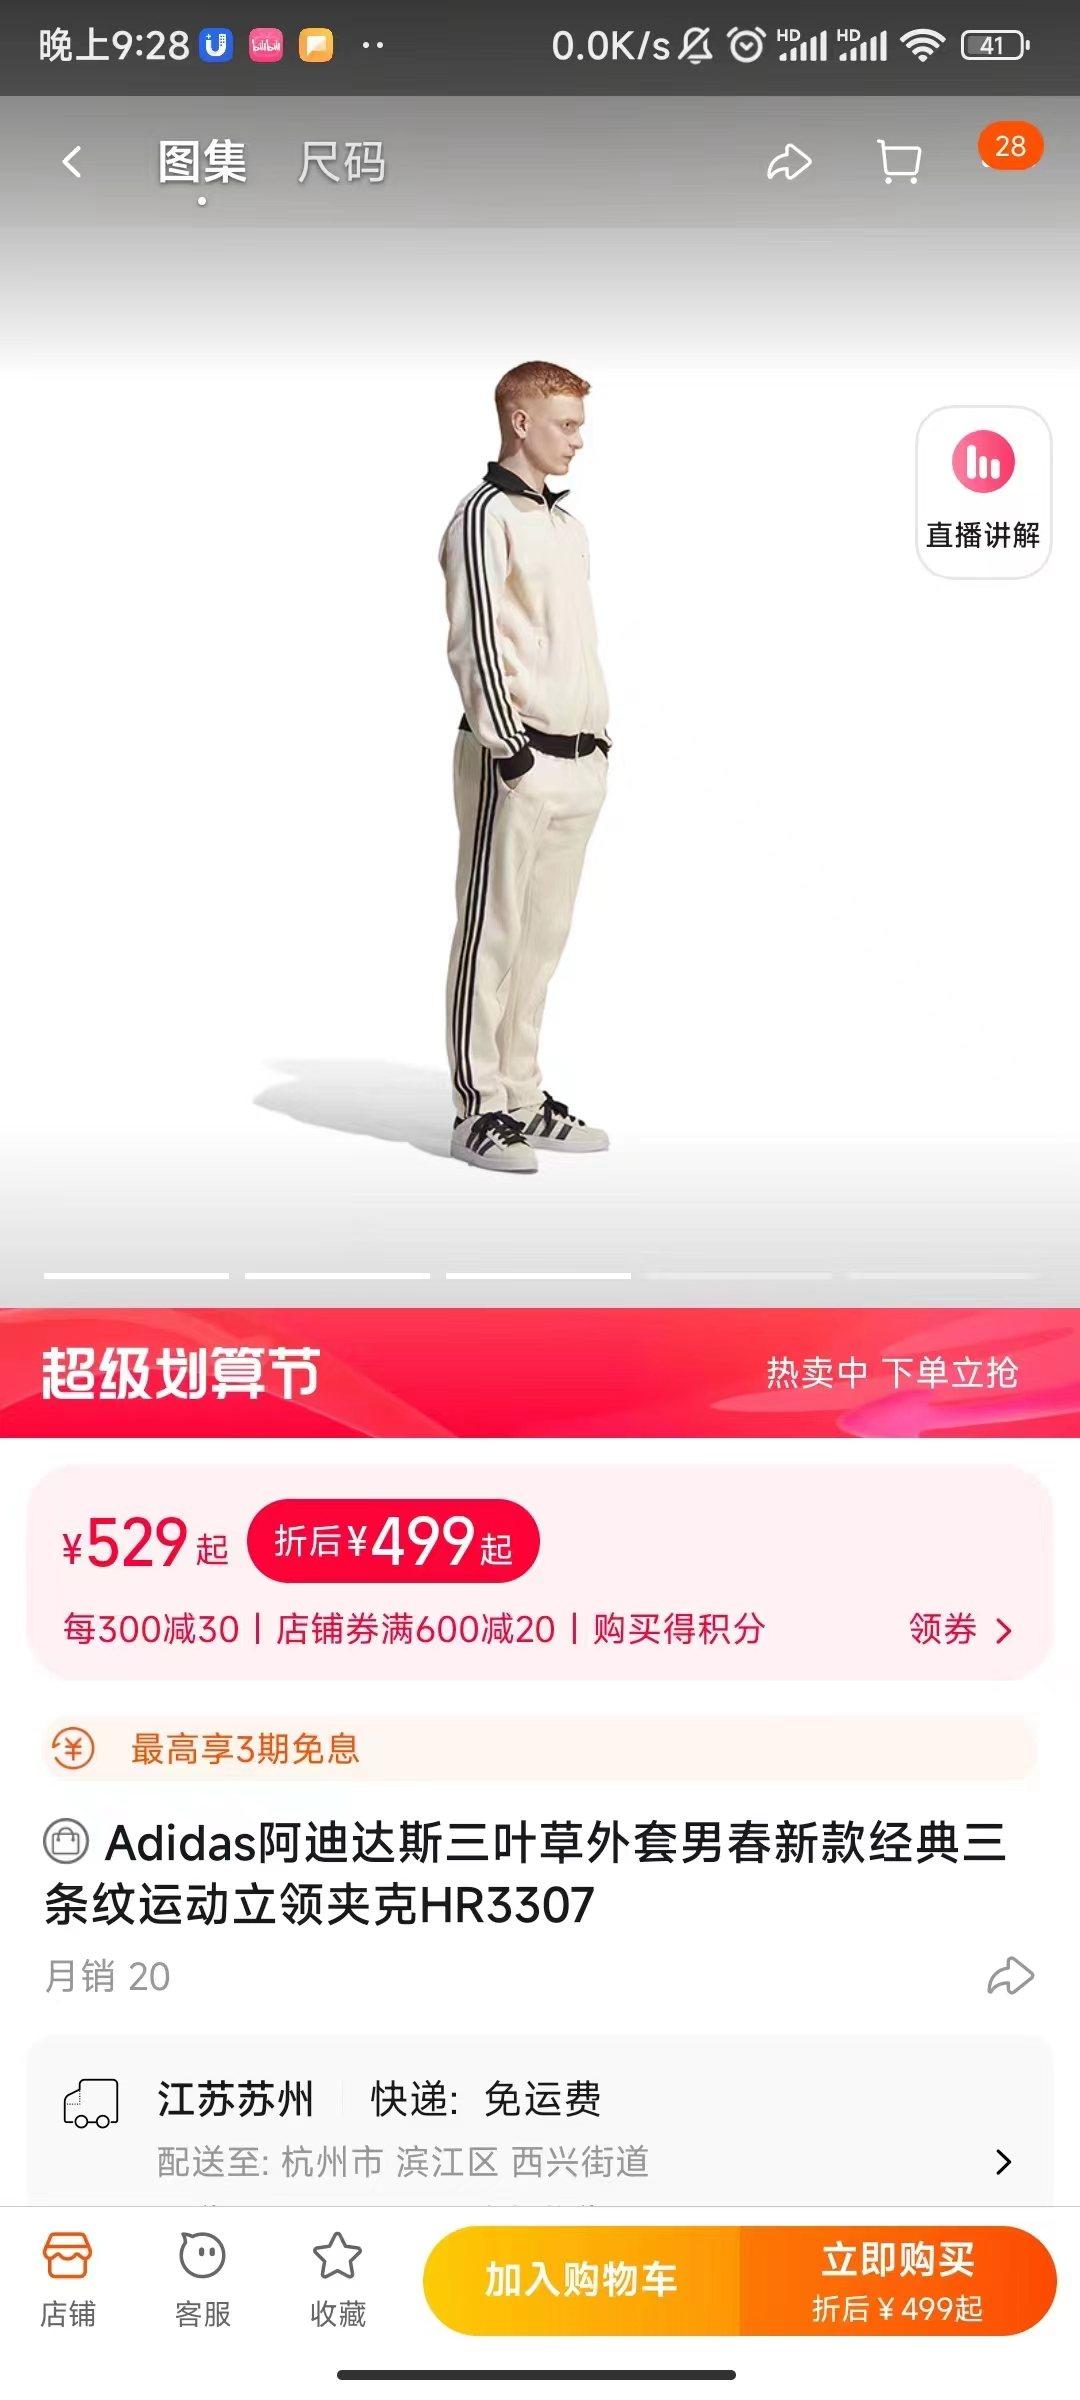 晚上9:28
0.0K/s HD HD 41
图集 尺码
28
直播讲解
超级划算节
热卖中 下单立抢
¥529起 折后¥499起
每300减30 | 店铺券满600减20 | 购买得积分 领券
最高享3期免息
Adidas阿迪达斯三叶草外套男春新款经典三
条纹运动立领夹克HR3307
月销 20
江苏苏州 快递: 免运费
配送至: 杭州市 滨江区 西兴街道
店铺 客服 收藏
加入购物车
立即购买
折后¥499起